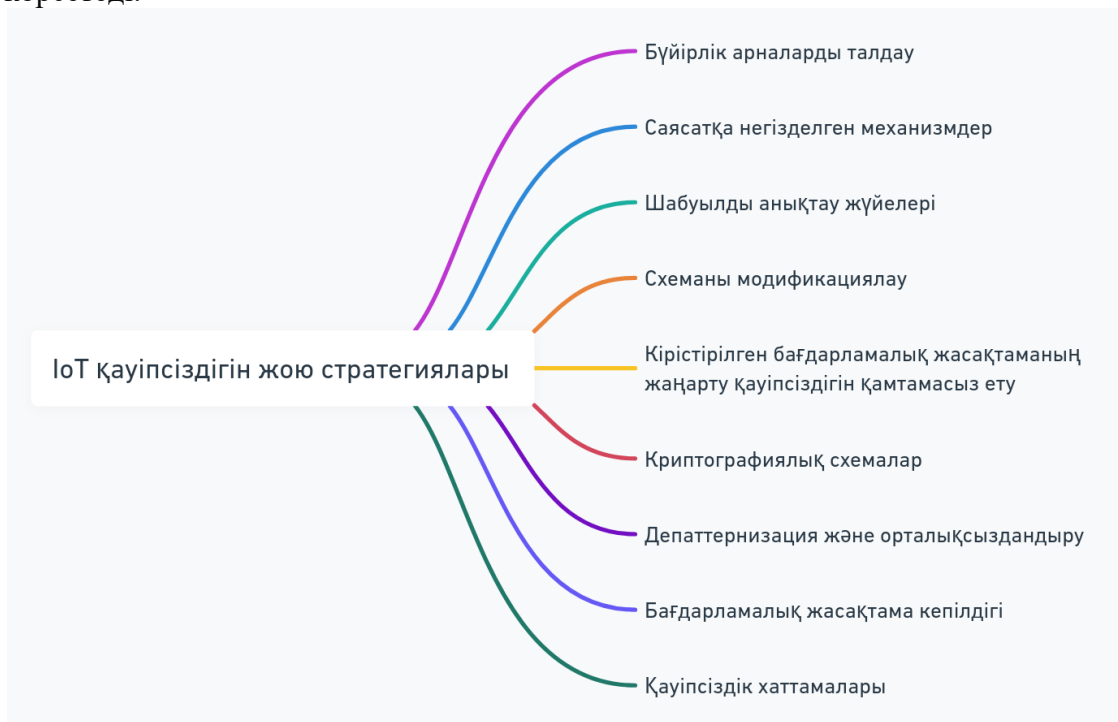 көрсетеді.
Бүйірлік арналарды талдау
Саясатқа негізделген механизмдер
Шабуылды анықтау жүйелері
Схеманы модификациялау
IoT қауіпсіздігін жою стратегиялары
Кірістірілген бағдарламалық жасақтаманың
жаңарту қауіпсіздігін қамтамасыз ету
Криптографиялық схемалар
Депаттернизация және орталықсыздандыру
Бағдарламалық жасақтама кепілдігі
Қауіпсіздік хаттамалары